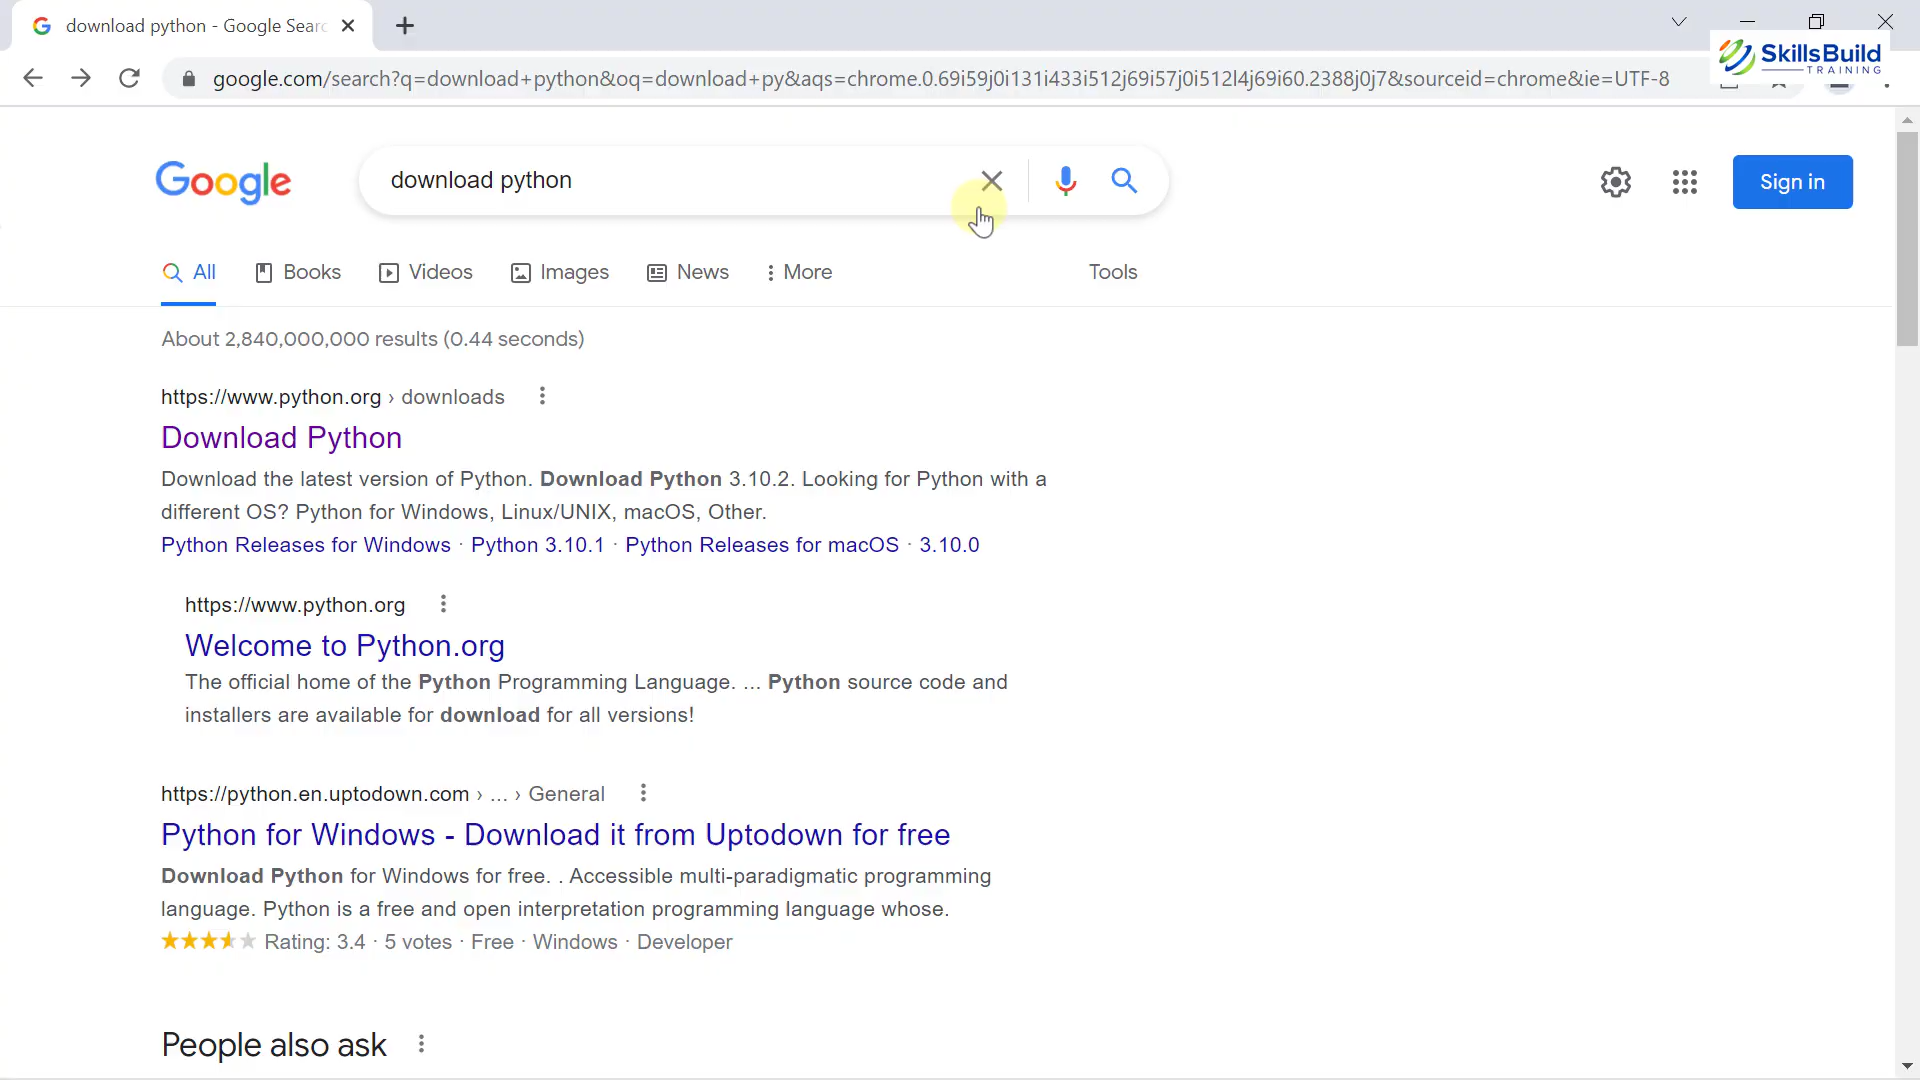 download python - Google Sear
google.com/search?q=download+python&oq=download+py&aqs=chrome.0.69i59j0i131i433i512j69i57j0i512l4j69i60.2388j0j7&sourceid=chrome&ie=UTF-8
SkillsBuild
TRAINING
Google
download python
Sign in
All
Books
Videos
Images
News
More
Tools
About 2,840,000,000 results (0.44 seconds)
https://www.python.org › downloads
Download Python
Download the latest version of Python. Download Python 3.10.2. Looking for Python with a
different OS? Python for Windows, Linux/UNIX, macOS, Other.
Python Releases for Windows · Python 3.10.1 · Python Releases for macOS · 3.10.0
https://www.python.org
Welcome to Python.org
The official home of the Python Programming Language. ... Python source code and
installers are available for download for all versions!
https://python.en.uptodown.com › ... › General
Python for Windows - Download it from Uptodown for free
Download Python for Windows for free. . Accessible multi-paradigmatic programming
language. Python is a free and open interpretation programming language whose.
Rating: 3.4 · 5 votes · Free · Windows · Developer
People also ask